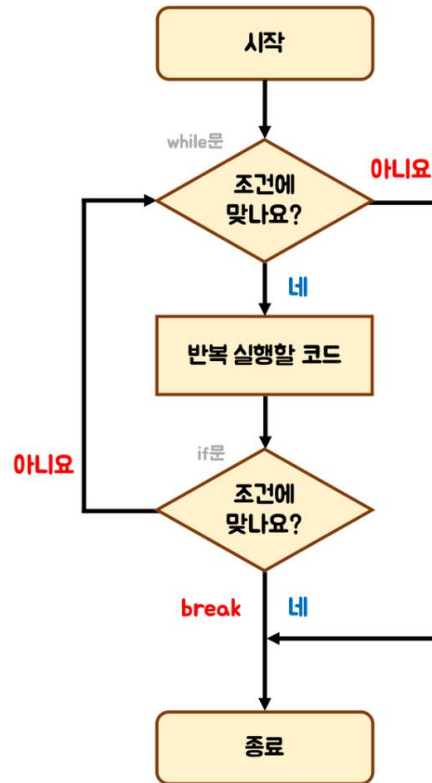 시작
while문
조건에
맞나요?
아니요
네
반복 실행할 코드
if문
조건에
맞나요?
아니요
break
네
종료